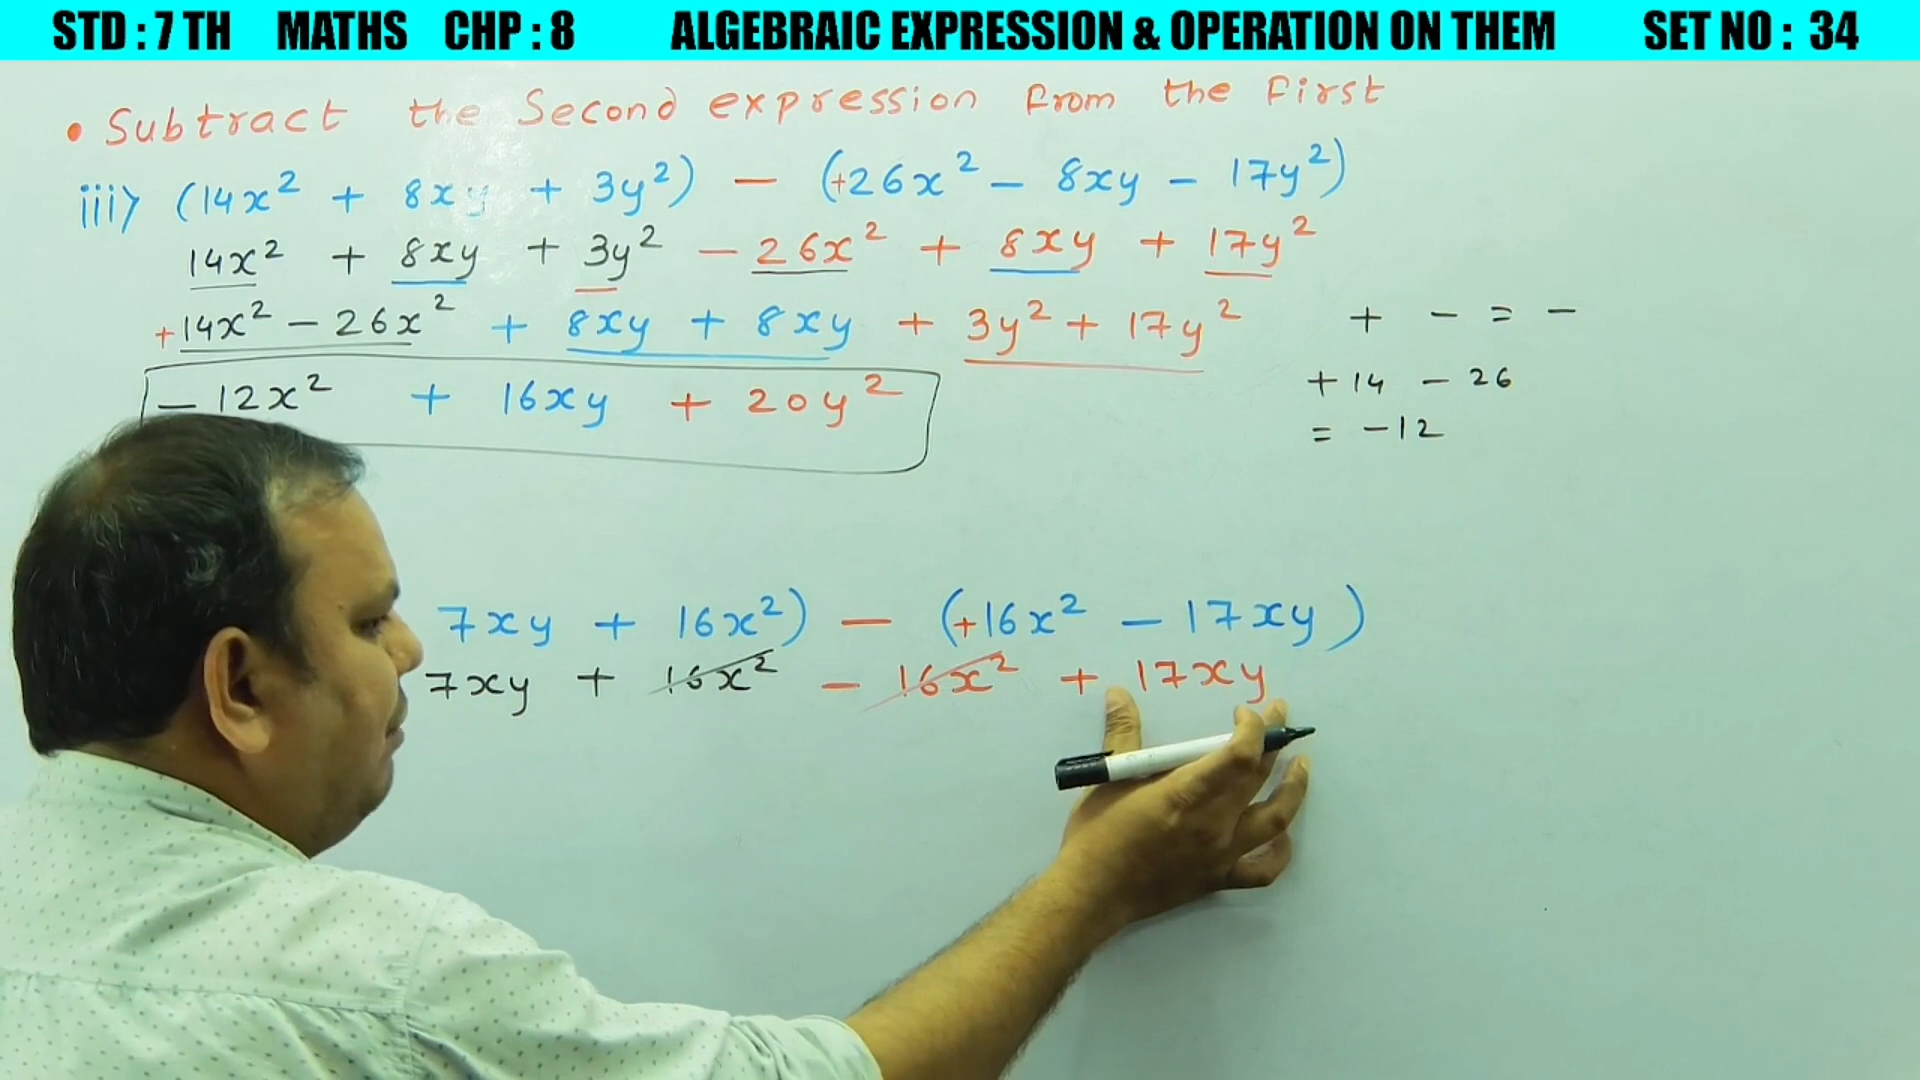 STD : 7 TH MATHS CHP : 8 ALGEBRAIC EXPRESSION & OPERATION ON THEM SET NO : 34
• Subtract the Second expression from the First
iii) (14x² + 8xy + 3y²) - (+26x² - 8xy - 17y²)
14x² + 8xy + 3y² - 26x² + 8xy + 17y²
+14x² - 26x² + 8xy + 8xy + 3y² + 17y²
+ - = -
- 12x² + 16xy + 20y²
+ 14 - 26
= -12
7xy + 16x²) - (+16x² - 17xy)
7xy + 16x² - 16x² + 17xy